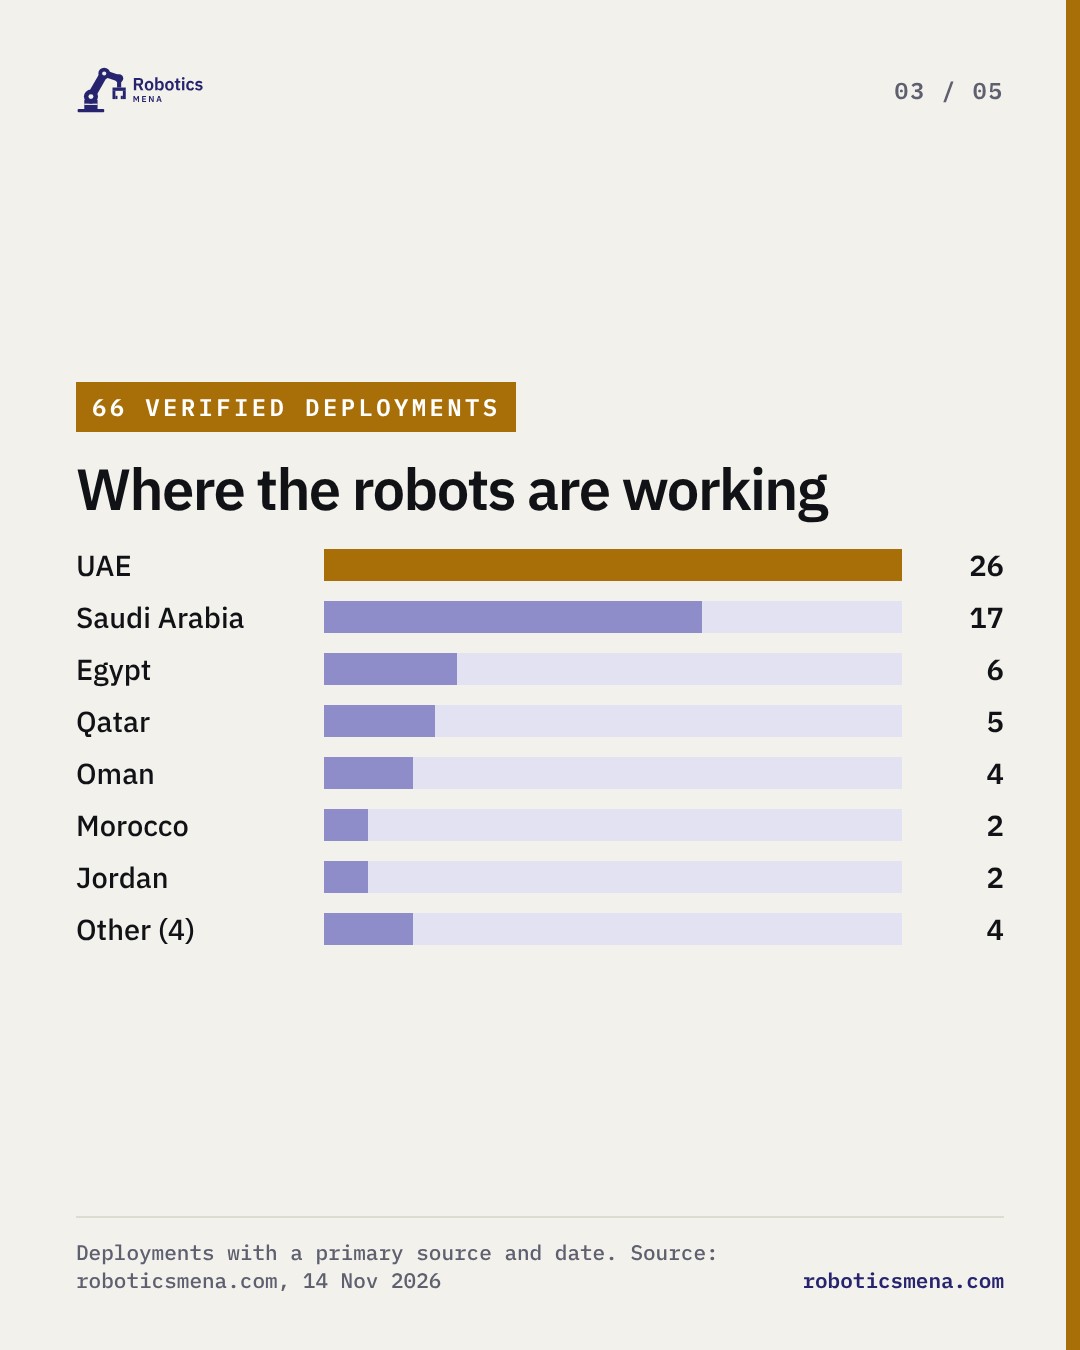 Robotics
MENA
03 / 05
66 VERIFIED DEPLOYMENTS
Where the robots are working
UAE 26
Saudi Arabia 17
Egypt 6
Qatar 5
Oman 4
Morocco 2
Jordan 2
Other (4) 4
Deployments with a primary source and date. Source:
roboticsmena.com, 14 Nov 2026
roboticsmena.com